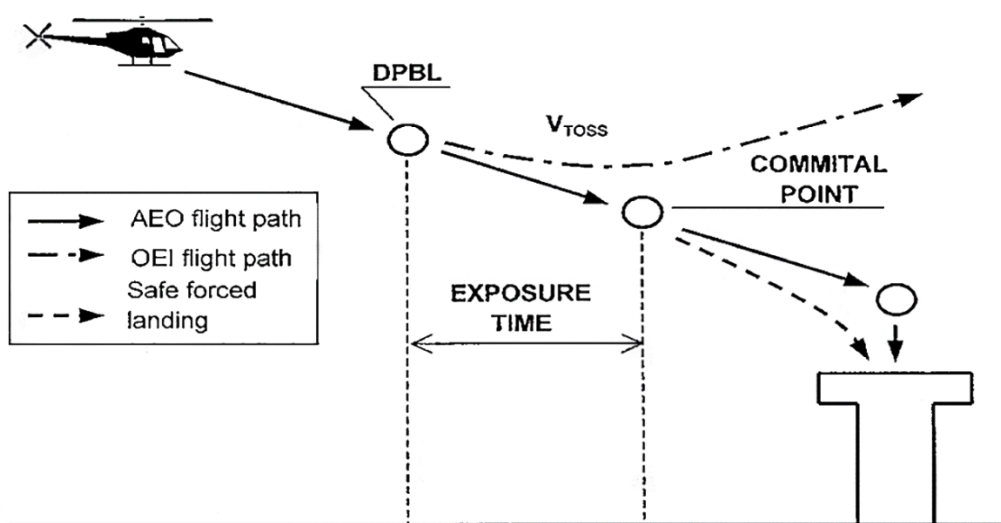 DPBL
VTOSS
COMMITAL
POINT
AEO flight path
OEI flight path
Safe forced
landing
EXPOSURE
TIME